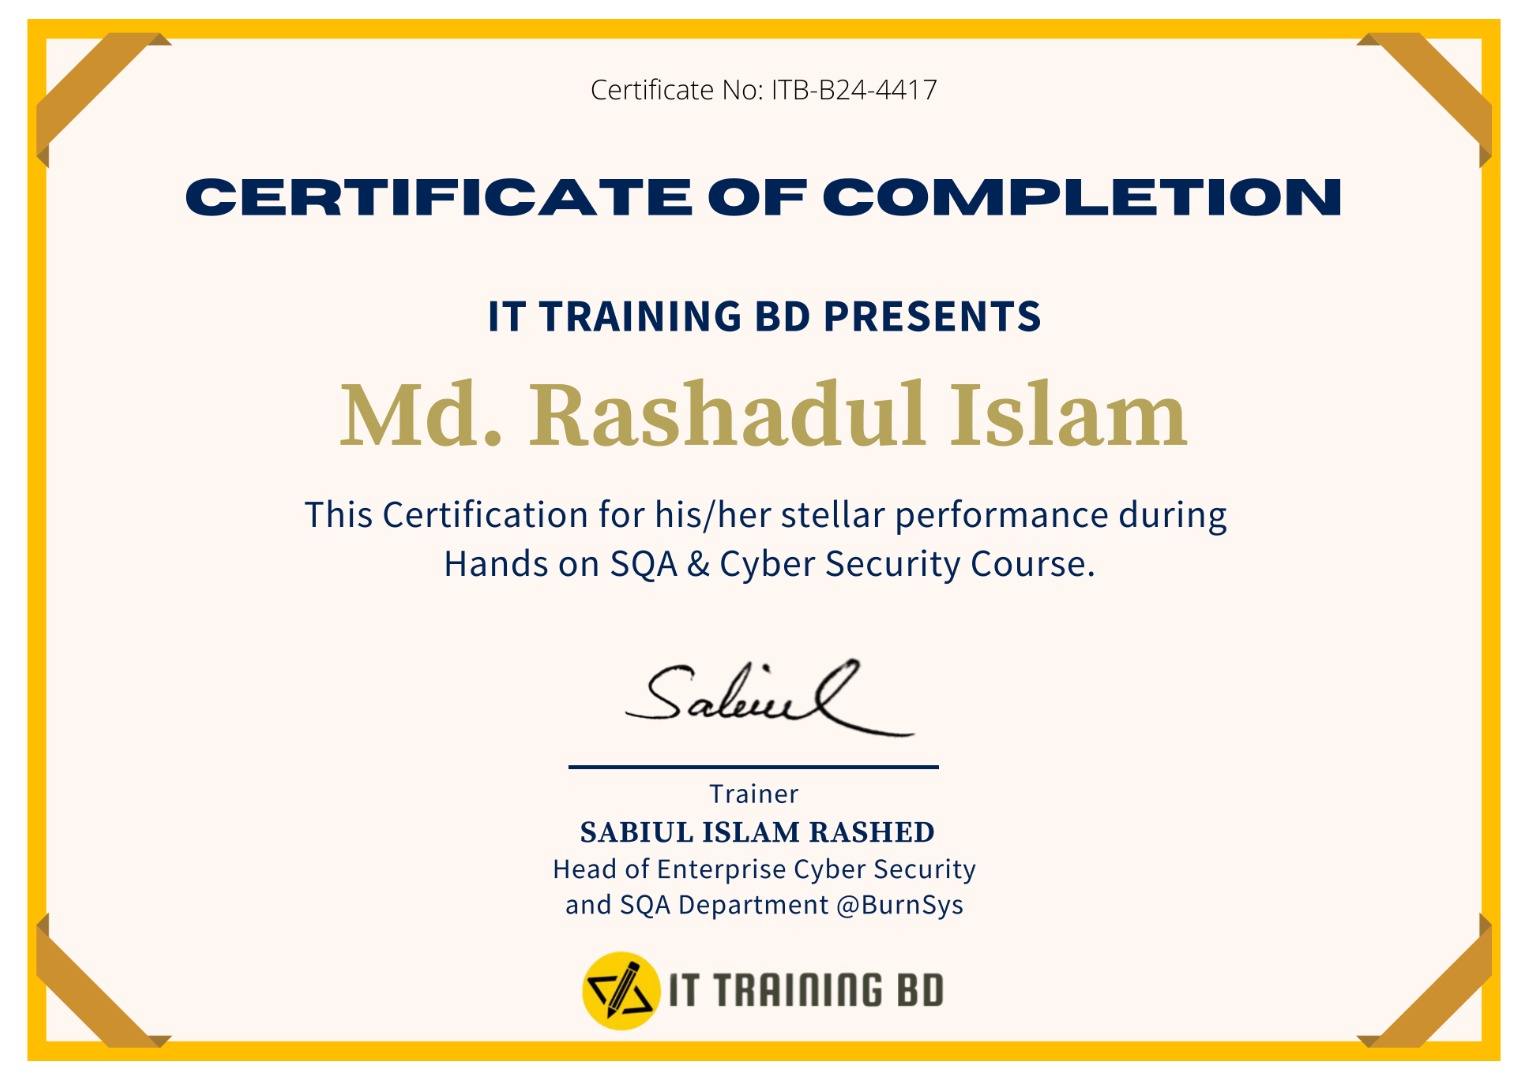 Certificate No: ITB-B24-4417
CERTIFICATE OF COMPLETION
IT TRAINING BD PRESENTS
Md. Rashadul Islam
This Certification for his/her stellar performance during
Hands on SQA & Cyber Security Course.
Sabiul
Trainer
SABIUL ISLAM RASHED
Head of Enterprise Cyber Security
and SQA Department @BurnSys
IT TRAINING BD